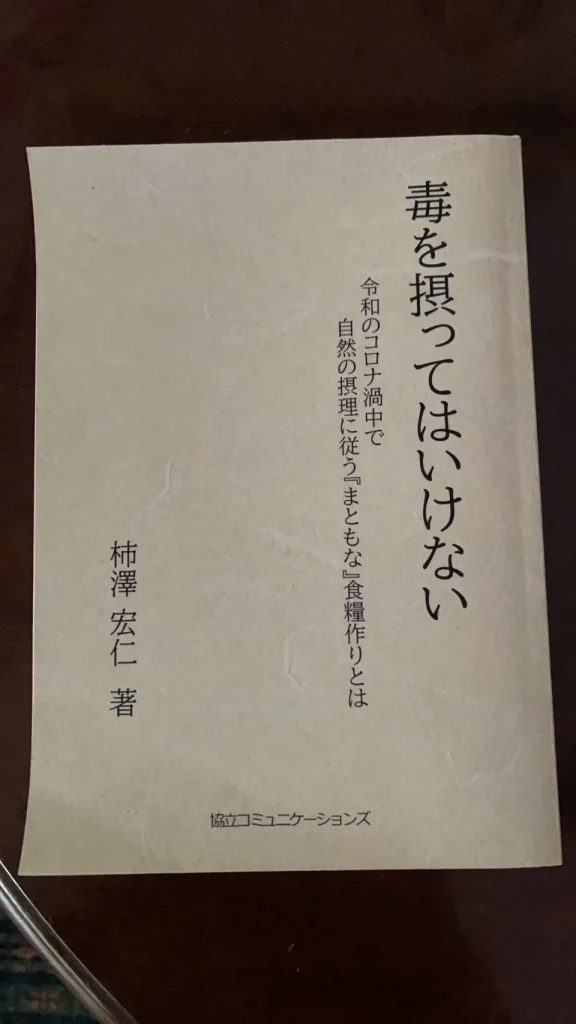 毒を摂ってはいけない
令和のコロナ渦中で
自然の摂理に従う『まともな』食糧作りとは
柿澤 宏仁 著
協立コミュニケーションズ